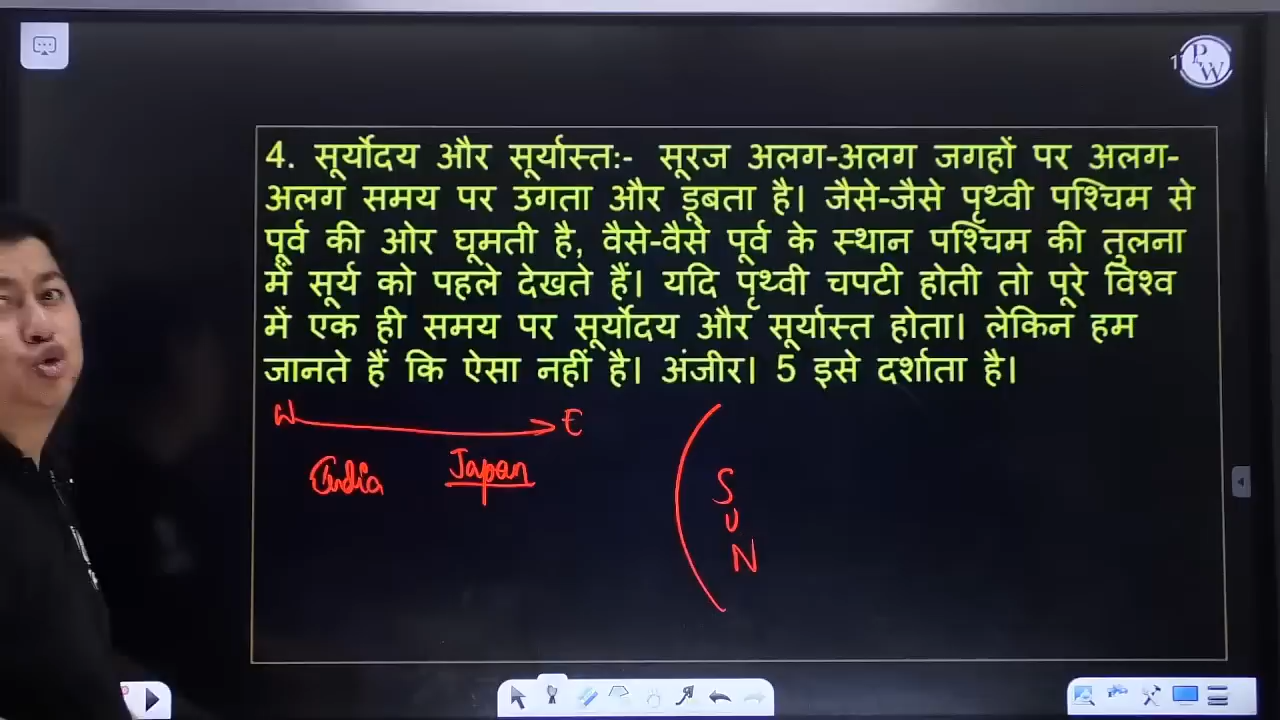 PW
4. सूर्योदय और सूर्यास्तः- सूरज अलग-अलग जगहों पर अलग-
अलग समय पर उगता और डूबता है। जैसे-जैसे पृथ्वी पश्चिम से
पूर्व की ओर घूमती है, वैसे-वैसे पूर्व के स्थान पश्चिम की तुलना
में सूर्य को पहले देखते हैं। यदि पृथ्वी चपटी होती तो पूरे विश्व
में एक ही समय पर सूर्योदय और सूर्यास्त होता। लेकिन हम
जानते हैं कि ऐसा नहीं है। अंजीर। 5 इसे दर्शाता है।
W E
India Japan
S
U
N